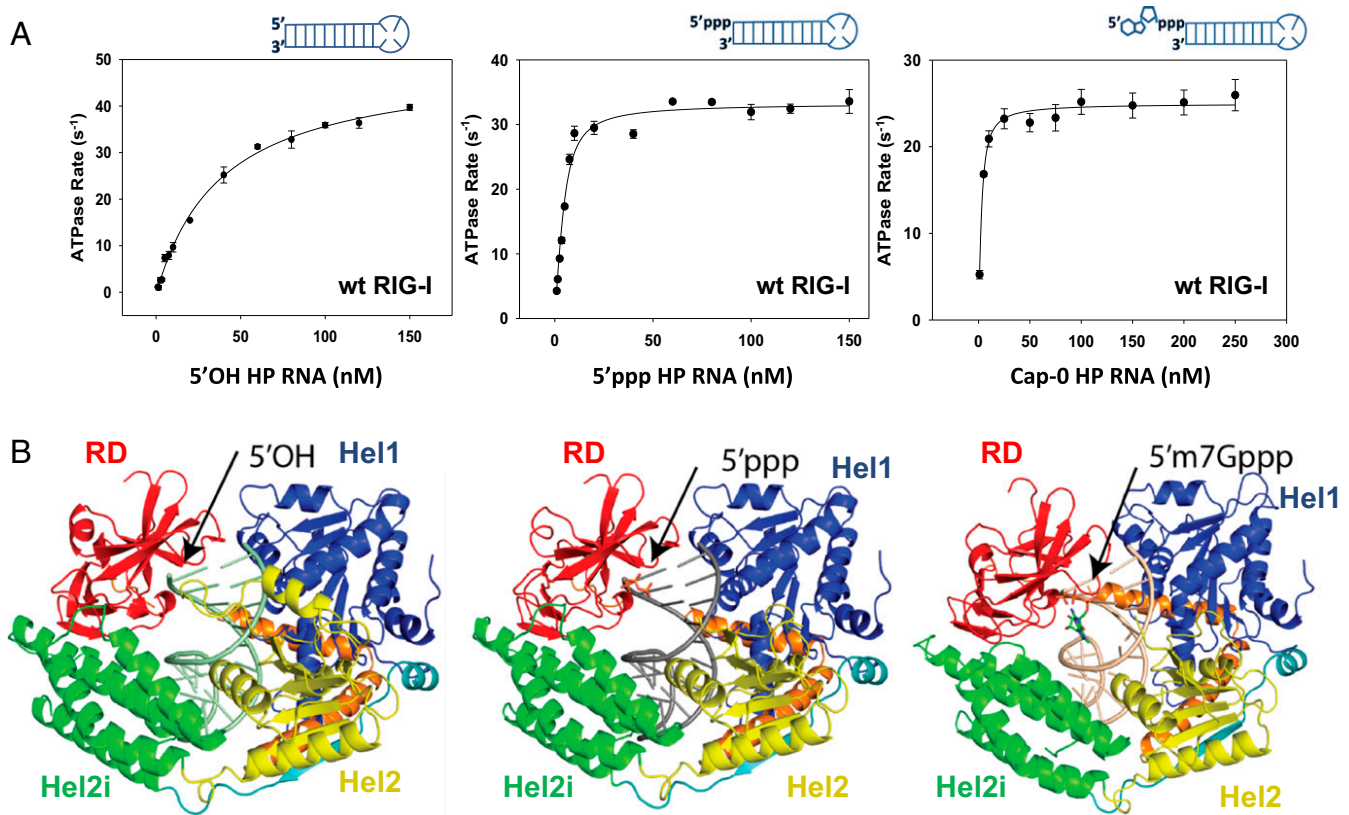 A
5'
3'
5'ppp
3'
5'
ppp
3'
50
40
30
20
10
0
ATPase Rate (s-1)
wt RIG-I
0
50
100
150
5'OH HP RNA (nM)
40
30
20
10
0
ATPase Rate (s-1)
wt RIG-I
0
50
100
150
5'ppp HP RNA (nM)
30
20
10
0
ATPase Rate (s-1)
wt RIG-I
0
50
100
150
200
250
300
Cap-0 HP RNA (nM)
B
RD
5'OH
Hel1
Hel2i
Hel2
RD
5'ppp
Hel1
Hel2i
Hel2
RD
5'm7Gppp
Hel1
Hel2i
Hel2